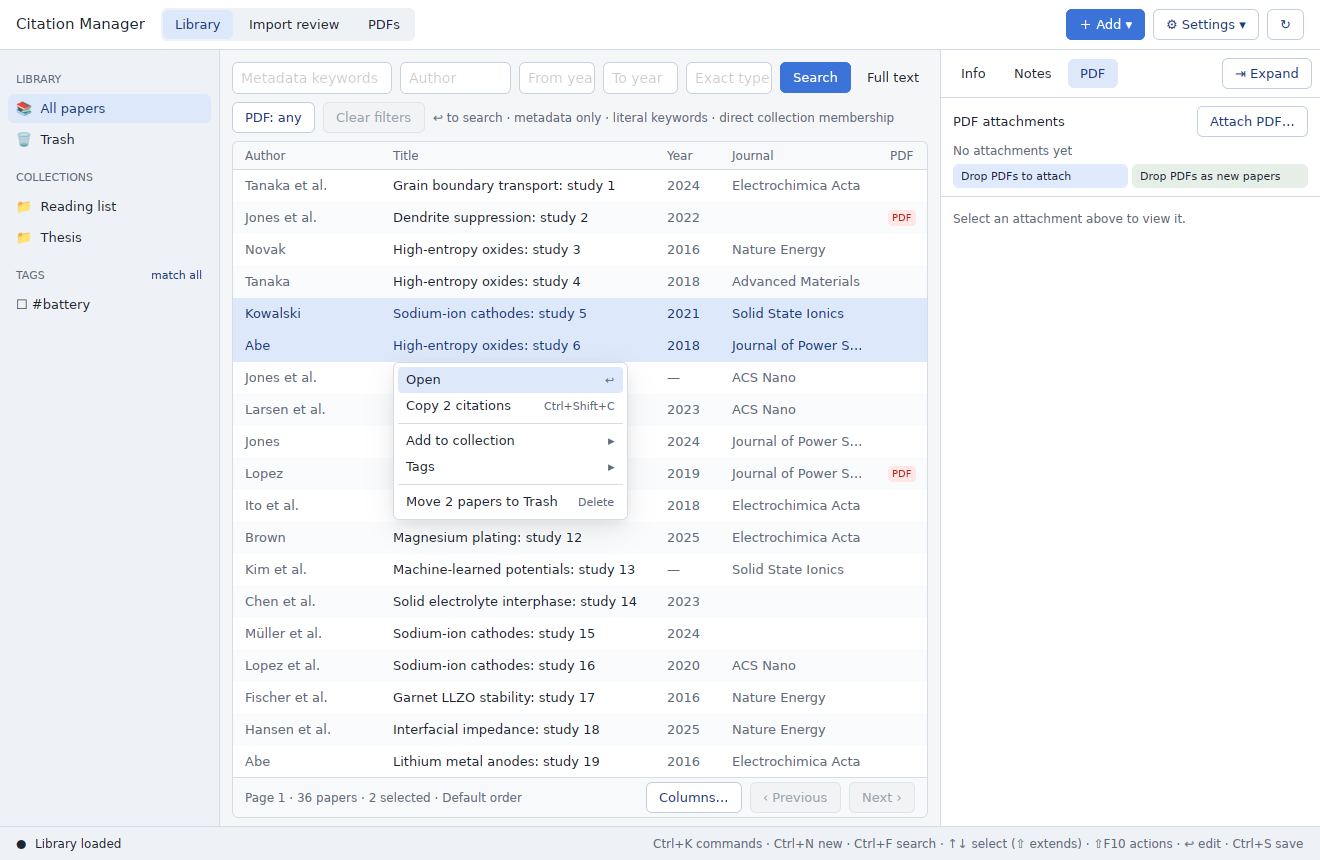 Citation Manager Library Import review PDFs + Add ▾ ⚙ Settings ▾ ↻
LIBRARY
📚 All papers
🗑️ Trash
COLLECTIONS
📁 Reading list
📁 Thesis
TAGS match all
☐ #battery
Metadata keywords Author From yea To year Exact type Search Full text
PDF: any Clear filters ↩ to search · metadata only · literal keywords · direct collection membership
Author Title Year Journal PDF
Tanaka et al. Grain boundary transport: study 1 2024 Electrochimica Acta
Jones et al. Dendrite suppression: study 2 2022 PDF
Novak High-entropy oxides: study 3 2016 Nature Energy
Tanaka High-entropy oxides: study 4 2018 Advanced Materials
Kowalski Sodium-ion cathodes: study 5 2021 Solid State Ionics
Abe High-entropy oxides: study 6 2018 Journal of Power S…
Jones et al. — ACS Nano
Larsen et al. 2023 ACS Nano
Jones 2024 Journal of Power S…
Lopez 2019 Journal of Power S… PDF
Ito et al. 2018 Electrochimica Acta
Brown Magnesium plating: study 12 2025 Electrochimica Acta
Kim et al. Machine-learned potentials: study 13 — Solid State Ionics
Chen et al. Solid electrolyte interphase: study 14 2023
Müller et al. Sodium-ion cathodes: study 15 2024
Lopez et al. Sodium-ion cathodes: study 16 2020 ACS Nano
Fischer et al. Garnet LLZO stability: study 17 2016 Nature Energy
Hansen et al. Interfacial impedance: study 18 2025 Nature Energy
Abe Lithium metal anodes: study 19 2016 Electrochimica Acta
Open ↩
Copy 2 citations Ctrl+Shift+C
Add to collection ▸
Tags ▸
Move 2 papers to Trash Delete
Page 1 · 36 papers · 2 selected · Default order Columns… ‹ Previous Next ›
Info Notes PDF ⇥ Expand
PDF attachments Attach PDF…
No attachments yet
Drop PDFs to attach Drop PDFs as new papers
Select an attachment above to view it.
● Library loaded Ctrl+K commands · Ctrl+N new · Ctrl+F search · ↑↓ select (⇧ extends) · ⇧F10 actions · ↩ edit · Ctrl+S save